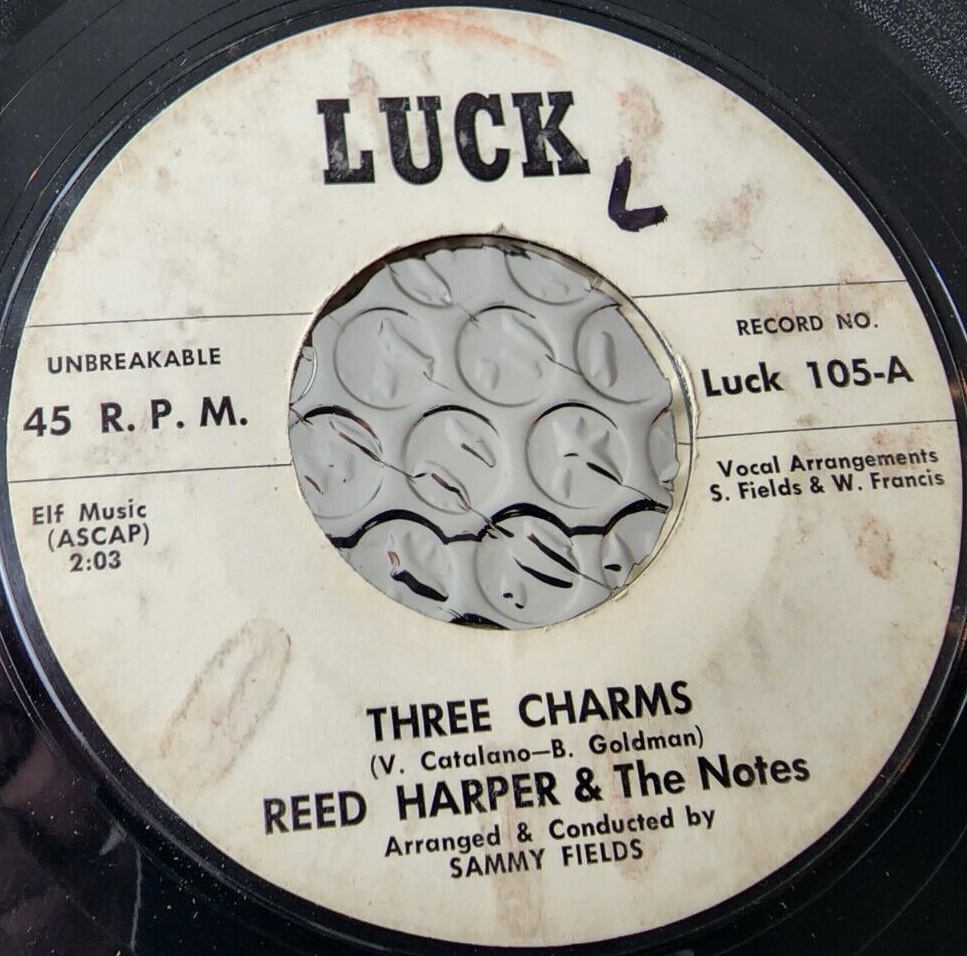 LUCK
L
UNBREAKABLE
45 R. P. M.
RECORD NO.
Luck 105-A
Elf Music
(ASCAP)
2:03
Vocal Arrangements
S. Fields & W. Francis
THREE CHARMS
(V. Catalano—B. Goldman)
REED HARPER & The Notes
Arranged & Conducted by
SAMMY FIELDS